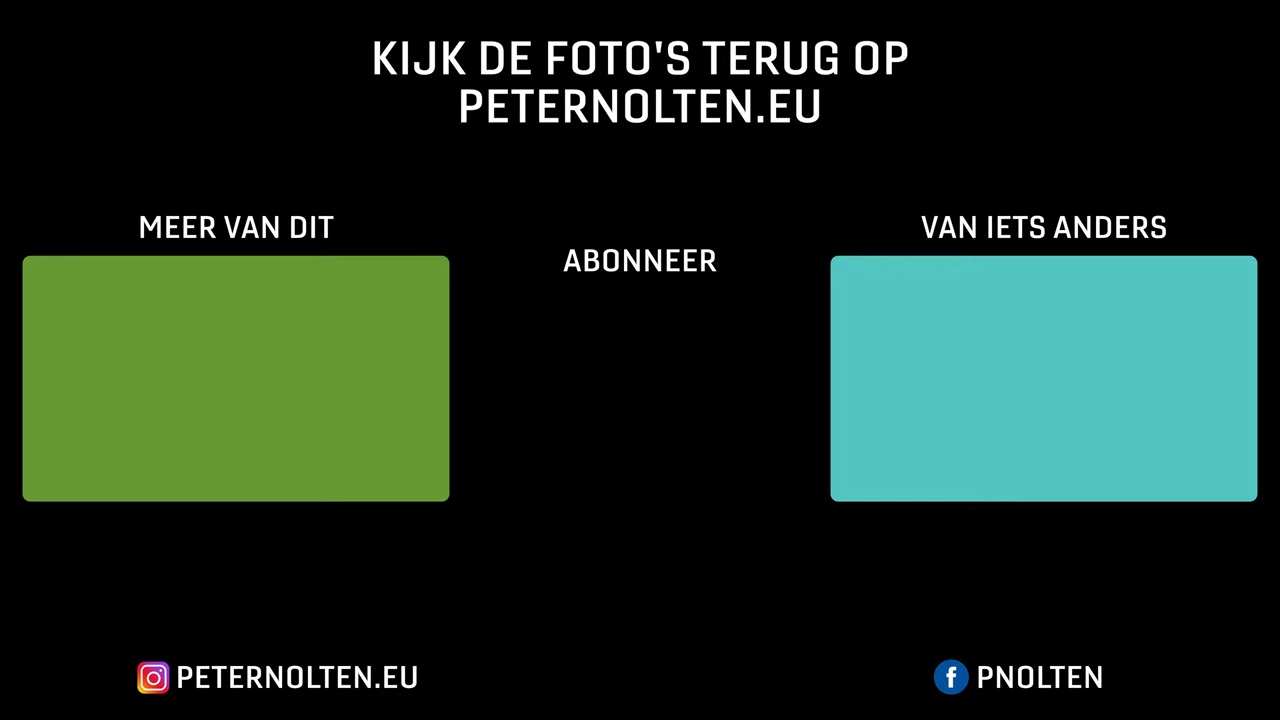 KIJK DE FOTO'S TERUG OP
PETERNOLTEN.EU
MEER VAN DIT
ABONNEER
VAN IETS ANDERS
PETERNOLTEN.EU
PNOLTEN